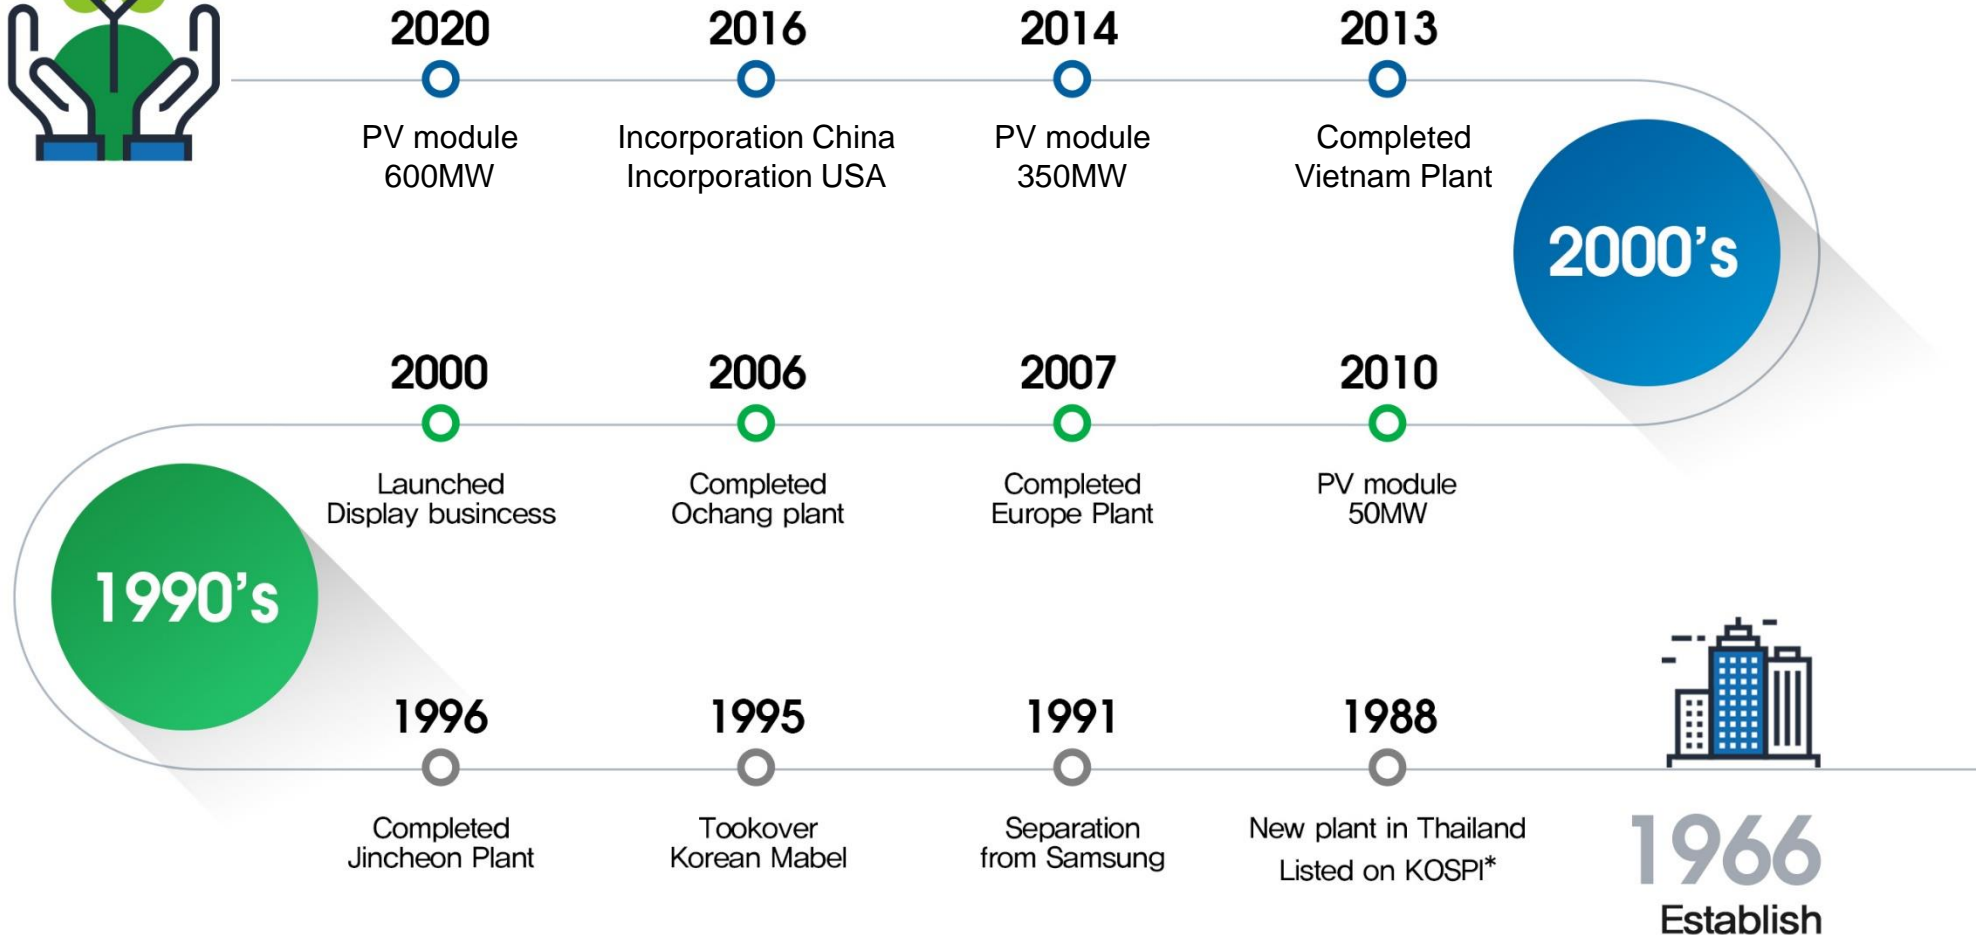 2020
2016
2014
2013
PV module
600MW
Incorporation China
Incorporation USA
PV module
350MW
Completed
Vietnam Plant
2000's
2000
2006
2007
2010
Launched
Display busincess
Completed
Ochang plant
Completed
Europe Plant
PV module
50MW
1990's
1996
1995
1991
1988
Completed
Jincheon Plant
Tookover
Korean Mabel
Separation
from Samsung
New plant in Thailand
Listed on KOSPI*
1966
Establish